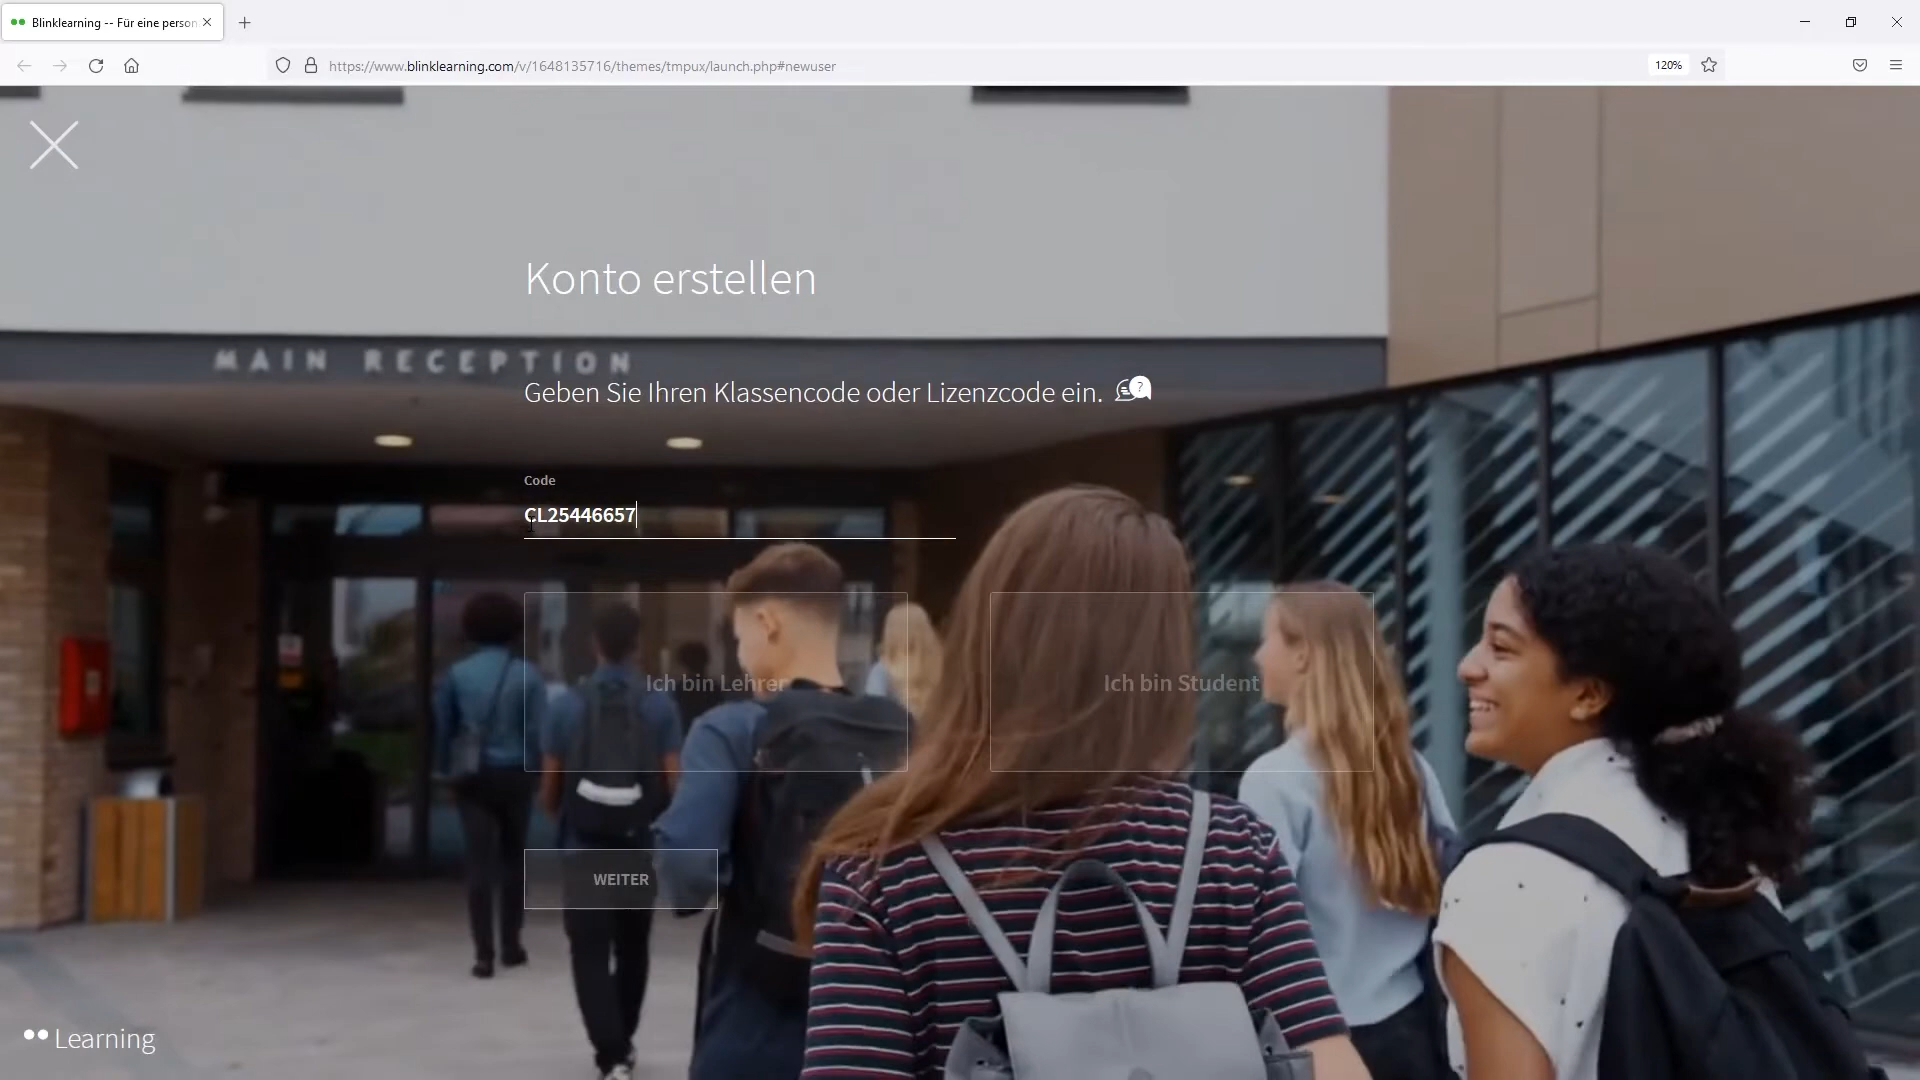 Blinklearning -- Für eine person
https://www.blinklearning.com/v/1648135716/themes/tmpux/launch.php#newuser
120%
Konto erstellen
MAIN RECEPTION
Geben Sie Ihren Klassencode oder Lizenzcode ein.
?
Code
CL25446657
Ich bin Lehrer
Ich bin Student
WEITER
Learning